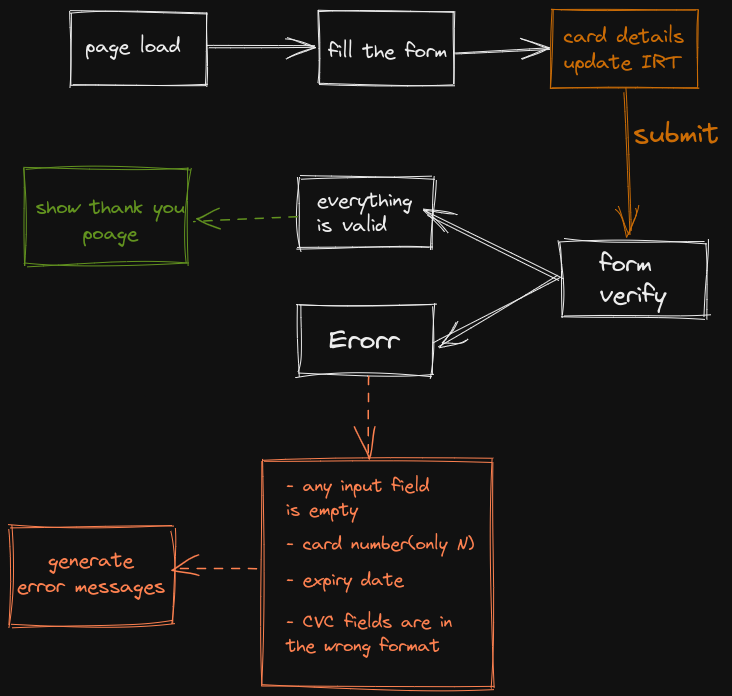 page load
fill the form
card details
update IRT
submit
show thank you
poage
everything
is valid
form
verify
Erorr
- any input field
is empty
- card number(only N)
- expiry date
- CVC fields are in
the wrong format
generate
error messages